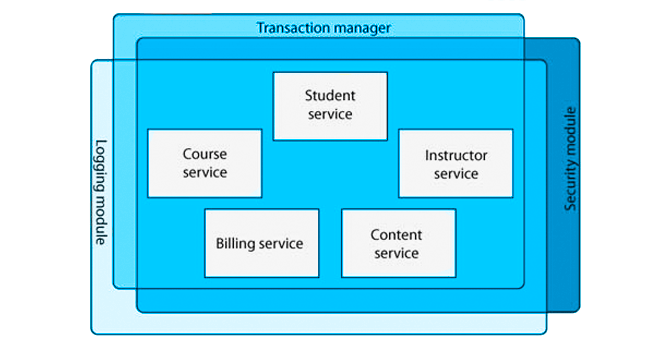 Transaction manager
Student
service
Course
service
Instructor
service
Billing service
Content
service
Logging module
Security module